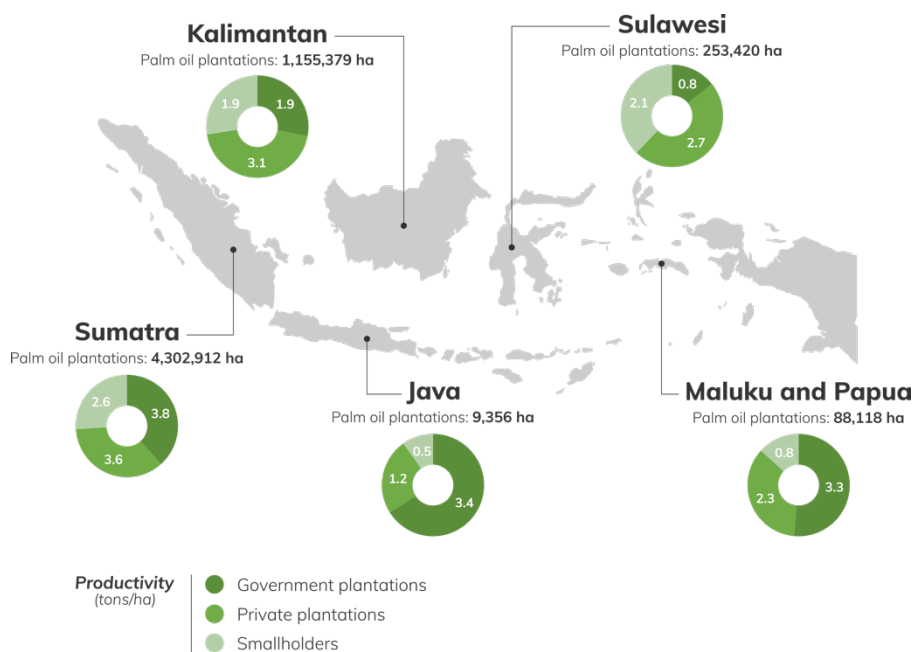 Kalimantan
Palm oil plantations: 1,155,379 ha
1.9
1.9
3.1
Sulawesi
Palm oil plantations: 253,420 ha
2.1
0.8
2.7
Sumatra
Palm oil plantations: 4,302,912 ha
2.6
3.8
3.6
Java
Palm oil plantations: 9,356 ha
0.5
1.2
3.4
Maluku and Papua
Palm oil plantations: 88,118 ha
0.8
2.3
3.3
Productivity
(tons/ha)
Government plantations
Private plantations
Smallholders